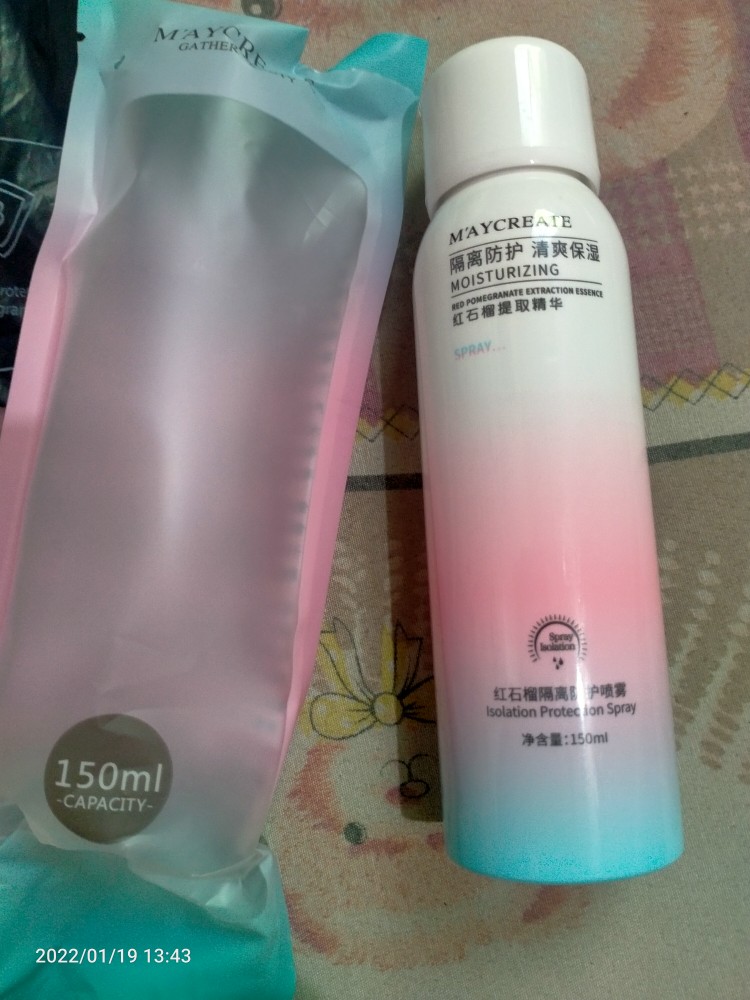 M'AYCREATE
GATHER
150ml
-CAPACITY-
M'AYCREATE
隔离防护 清爽保湿
MOISTURIZING
RED POMEGRANATE EXTRACTION ESSENCE
红石榴提取精华
SPRAY...
Spray
Isolation
红石榴隔离防护喷雾
Isolation Protection Spray
净含量:150ml
2022/01/19 13:43